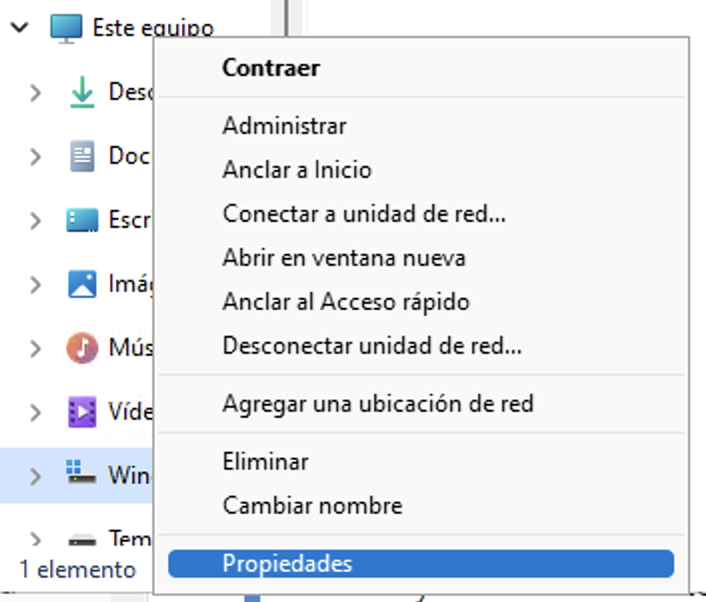 Este equipo
Contraer
Administrar
Anclar a Inicio
Conectar a unidad de red...
Abrir en ventana nueva
Anclar al Acceso rápido
Desconectar unidad de red...
Agregar una ubicación de red
Eliminar
Cambiar nombre
Propiedades
Desc
Doc
Escr
Imág
Mús
Víde
Win
Tem
1 elemento